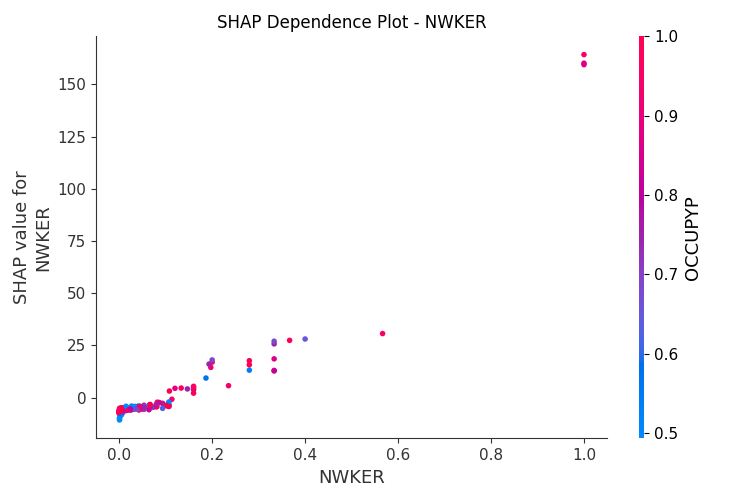 SHAP Dependence Plot - NWKER
150
125
100
75
50
25
0
SHAP value for
NWKER
0.0 0.2 0.4 0.6 0.8 1.0
NWKER
1.0
0.9
0.8
0.7
0.6
0.5
OCCUPYP